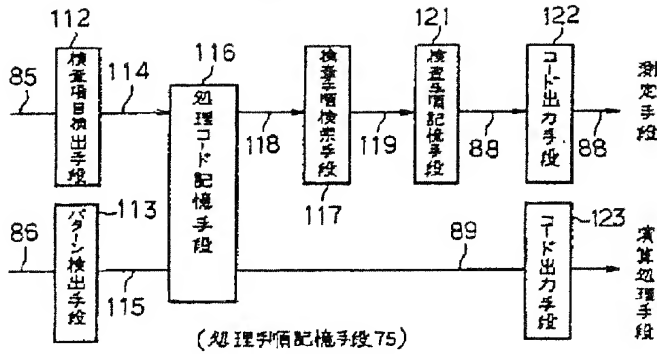 112
検査項目検出手段
85
114
116
処理コード記憶手段
118
検査手順検索手段
117
119
121
検査手順記憶手段
88
122
コード出力手段
88
測定手段
113
パターン検出手段
86
115
89
123
コード出力手段
演算処理手段
(処理手順記憶手段75)